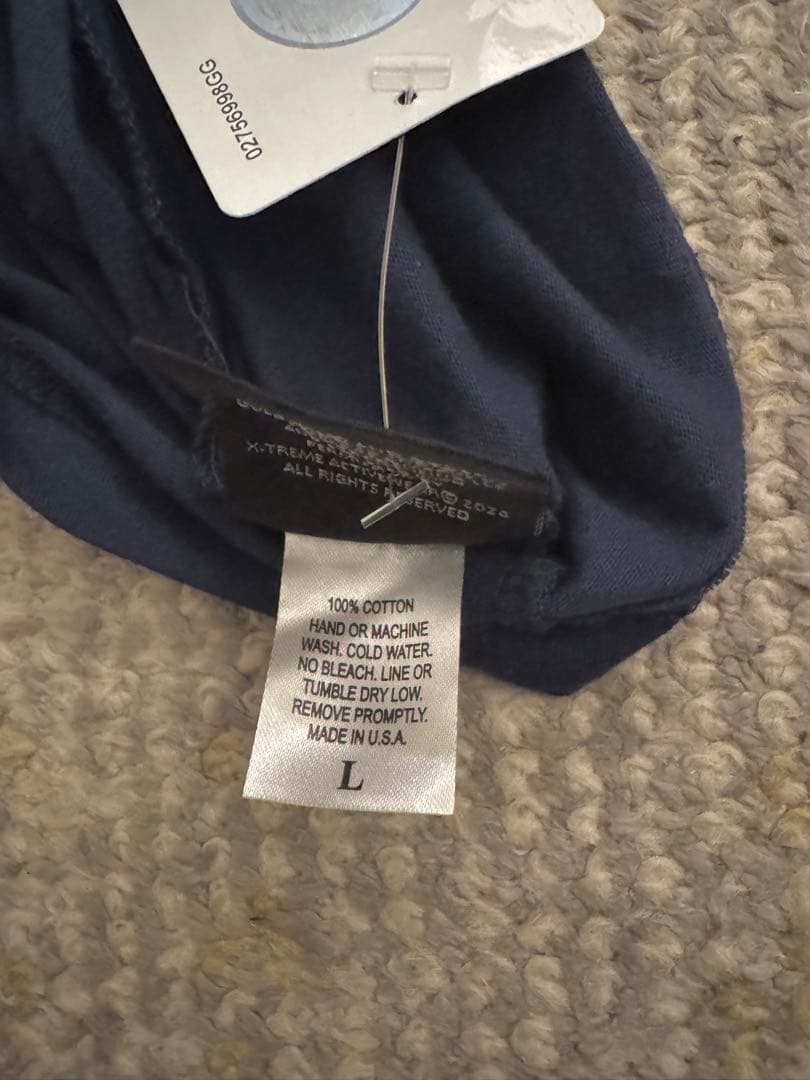 02756998GG
X-TREME ACTIVEWEAR©
ALL RIGHTS RESERVED
100% COTTON
HAND OR MACHINE
WASH. COLD WATER.
NO BLEACH. LINE OR
TUMBLE DRY LOW.
REMOVE PROMPTLY.
MADE IN U.S.A.
L